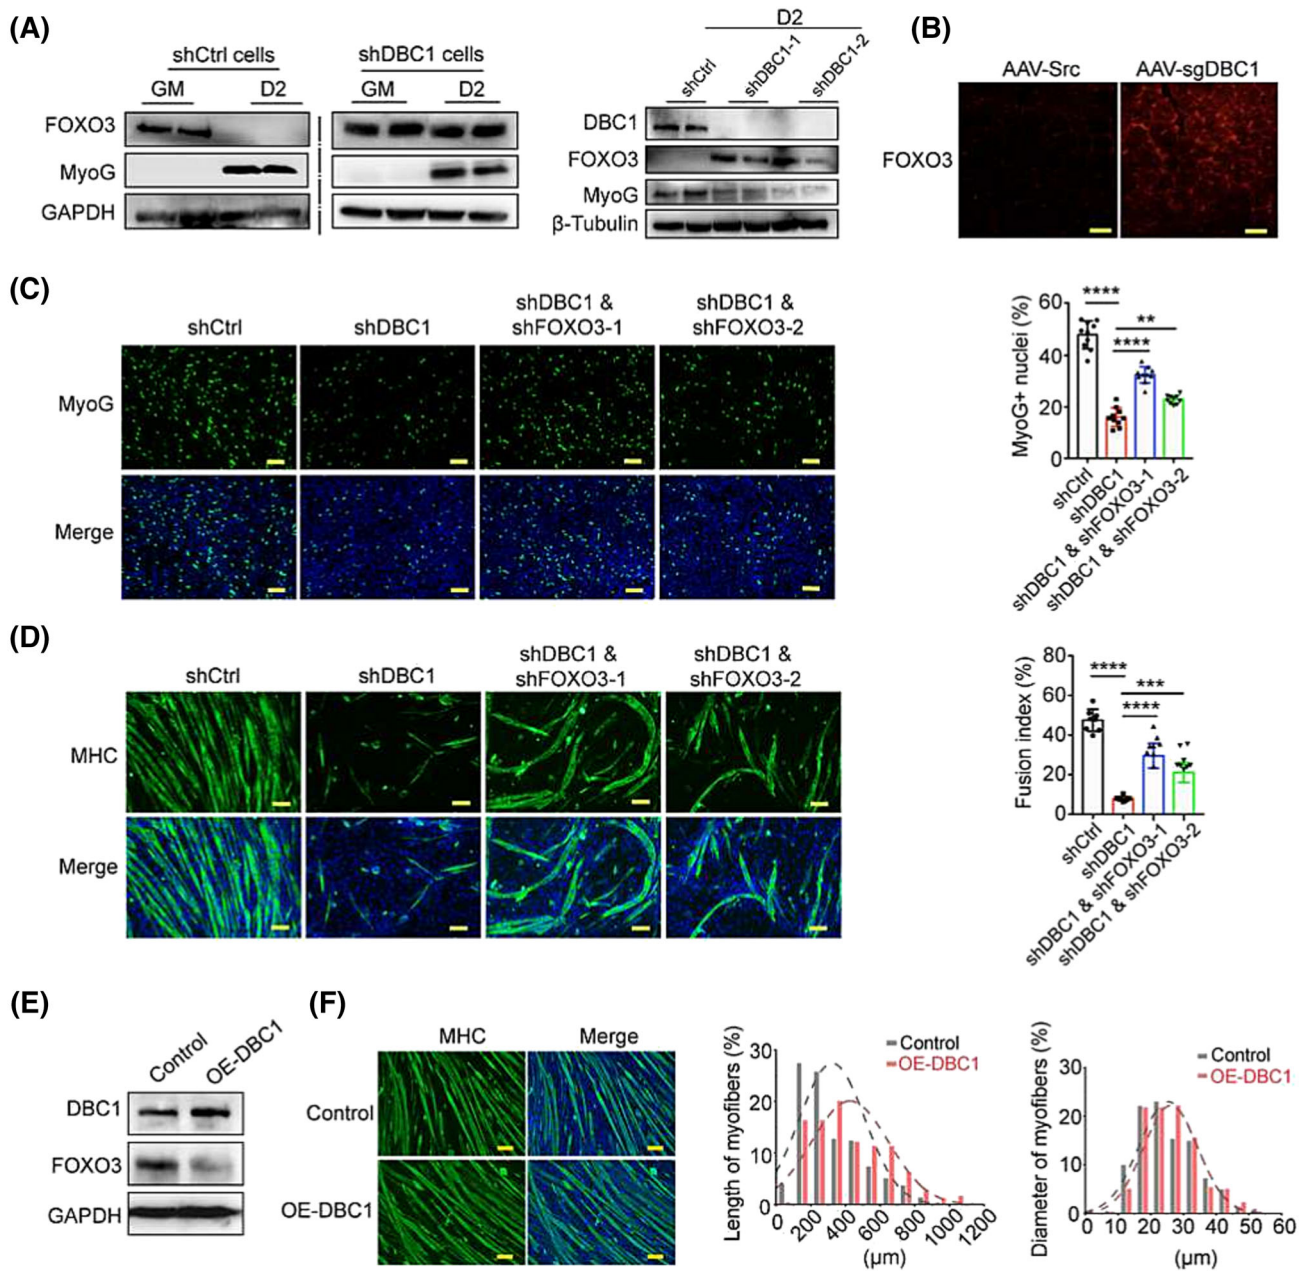 (A)
shCtrl cells
GM D2
shDBC1 cells
GM D2
FOXO3
MyoG
GAPDH
D2
shCtrl
shDBC1-1
shDBC1-2
DBC1
FOXO3
MyoG
β-Tubulin
(B)
AAV-Src AAV-sgDBC1
FOXO3
(C)
shCtrl
shDBC1
shDBC1 &
shFOXO3-1
shDBC1 &
shFOXO3-2
MyoG
Merge
MyoG+ nuclei (%)
60
40
20
0
****
**
****
shCtrl
shDBC1
shDBC1 & shFOXO3-1
shDBC1 & shFOXO3-2
(D)
shCtrl
shDBC1
shDBC1 &
shFOXO3-1
shDBC1 &
shFOXO3-2
MHC
Merge
Fusion index (%)
80
60
40
20
0
****
***
****
shCtrl
shDBC1
shDBC1 & shFOXO3-1
shDBC1 & shFOXO3-2
(E)
Control
OE-DBC1
DBC1
FOXO3
GAPDH
(F)
MHC Merge
Control
OE-DBC1
Length of myofibers (%)
30
20
10
0
Control
OE-DBC1
0 200 400 600 800 1000 1200
(μm)
Diameter of myofibers (%)
30
20
10
0
Control
OE-DBC1
0 10 20 30 40 50 60
(μm)